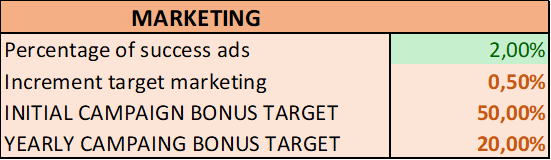 MARKETING
Percentage of success ads 2,00%
Increment target marketing 0,50%
INITIAL CAMPAIGN BONUS TARGET 50,00%
YEARLY CAMPAING BONUS TARGET 20,00%